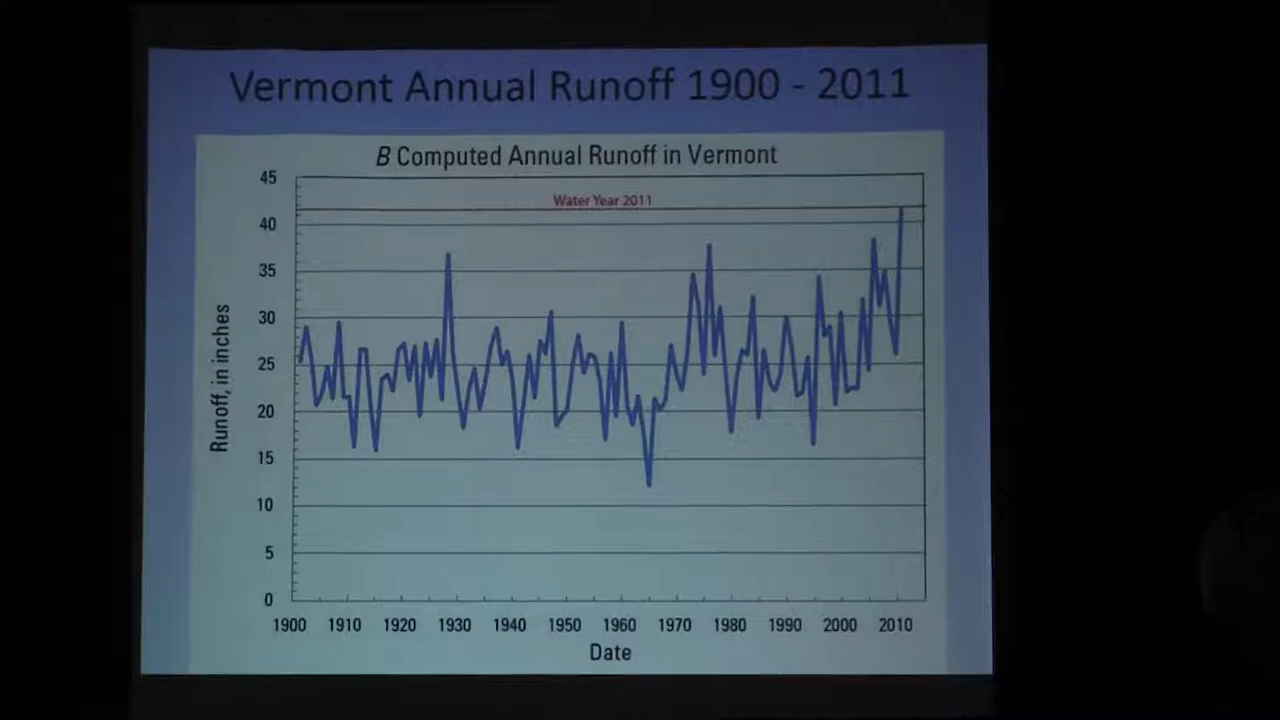 Vermont Annual Runoff 1900 - 2011
B Computed Annual Runoff in Vermont
Water Year 2011
45
40
35
30
25
20
15
10
5
0
Runoff, in inches
1900 1910 1920 1930 1940 1950 1960 1970 1980 1990 2000 2010
Date